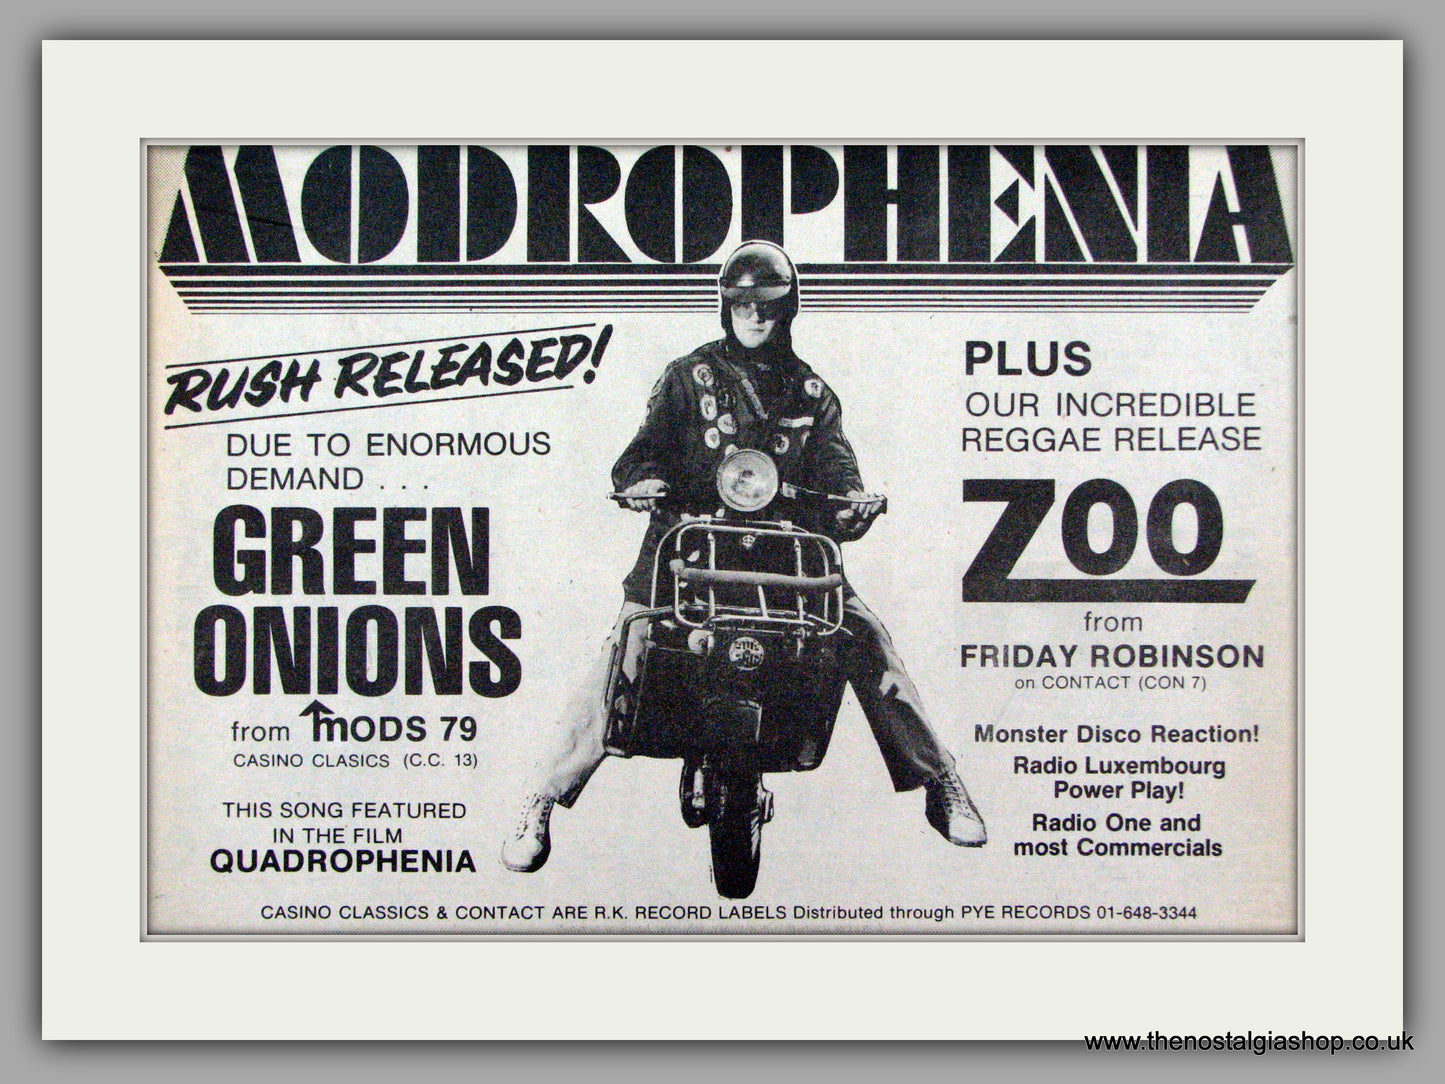 MODROPHENIA
RUSH RELEASED!
DUE TO ENORMOUS
DEMAND . . .
GREEN
ONIONS
from MODS 79
CASINO CLASICS (C.C. 13)
THIS SONG FEATURED
IN THE FILM
QUADROPHENIA
PLUS
OUR INCREDIBLE
REGGAE RELEASE
ZOO
from
FRIDAY ROBINSON
on CONTACT (CON 7)
Monster Disco Reaction!
Radio Luxembourg
Power Play!
Radio One and
most Commercials
CASINO CLASSICS & CONTACT ARE R.K. RECORD LABELS Distributed through PYE RECORDS 01-648-3344
www.thenostalgiashop.co.uk